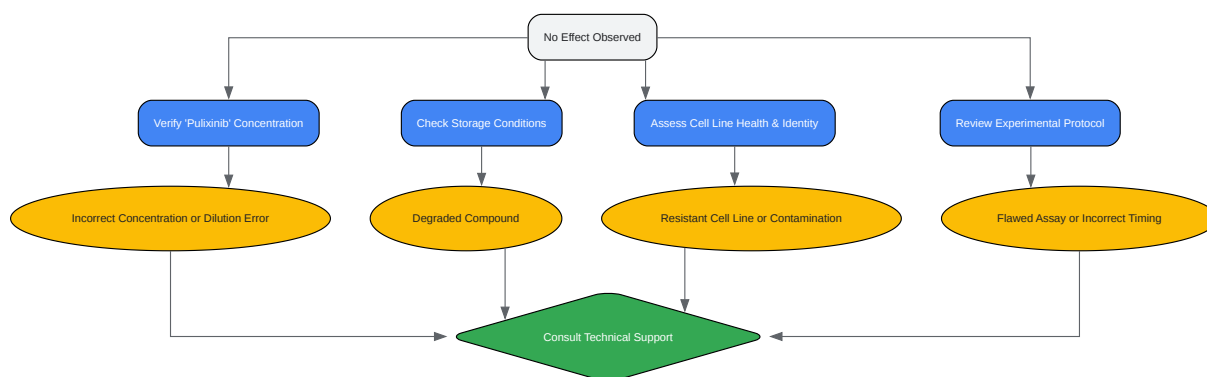 No Effect Observed
Verify 'Pulixinib' Concentration
Check Storage Conditions
Assess Cell Line Health & Identity
Review Experimental Protocol
Incorrect Concentration or Dilution Error
Degraded Compound
Resistant Cell Line or Contamination
Flawed Assay or Incorrect Timing
Consult Technical Support